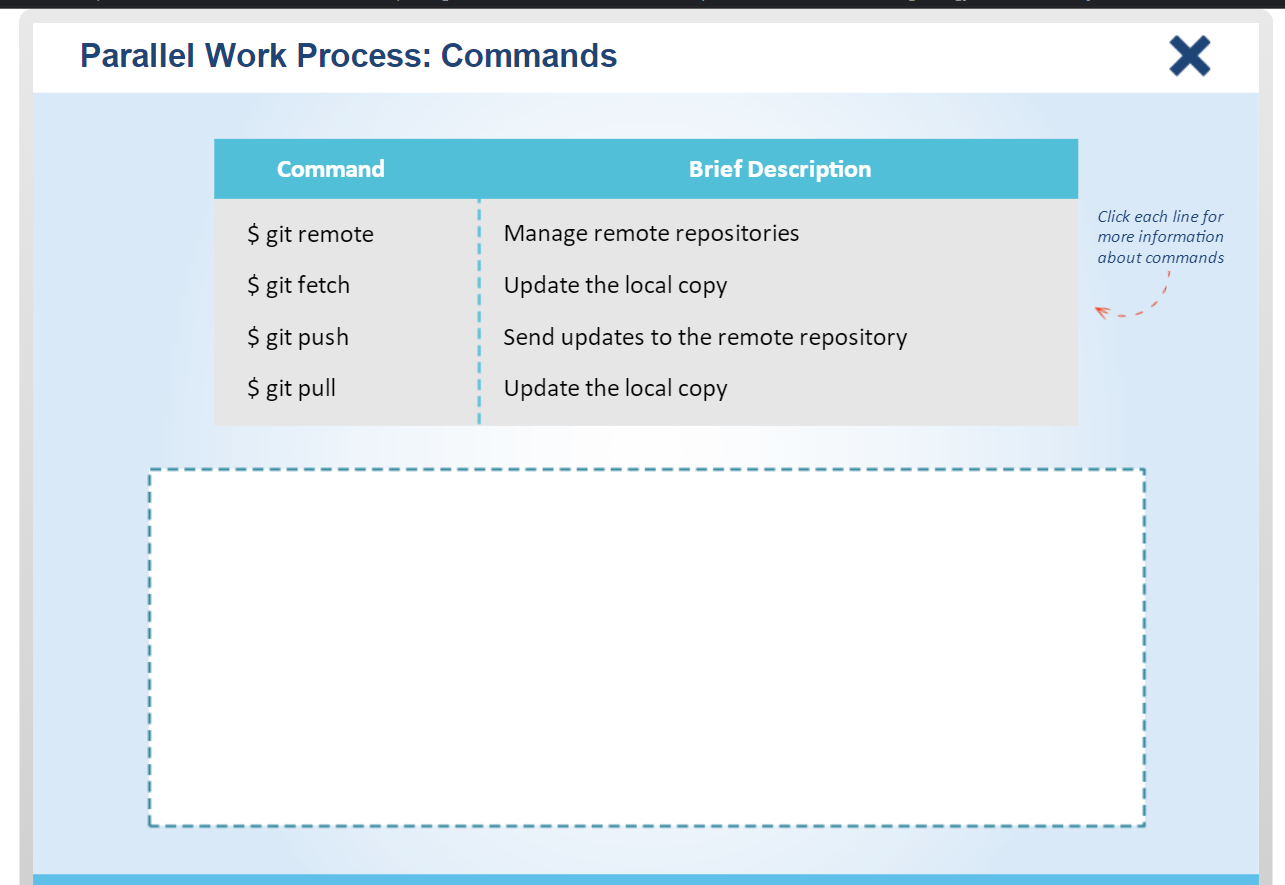 Parallel Work Process: Commands
Command Brief Description
$ git remote Manage remote repositories
$ git fetch Update the local copy
$ git push Send updates to the remote repository
$ git pull Update the local copy
Click each line for
more information
about commands